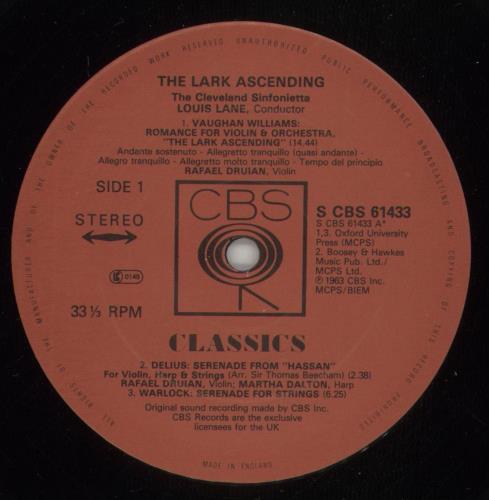 ALL RIGHTS OF THE MANUFACTURER AND OF THE OWNER OF THE RECORDED WORK RESERVED. UNAUTHORIZED PUBLIC PERFORMANCE, BROADCASTING AND COPYING OF THIS RECORD PROHIBITED
THE LARK ASCENDING
The Cleveland Sinfonietta
LOUIS LANE, Conductor
1. VAUGHAN WILLIAMS:
ROMANCE FOR VIOLIN & ORCHESTRA,
"THE LARK ASCENDING" (14.44)
Andante sostenuto - Allegretto tranquillo (quasi andante) -
Allegro tranquillo - Allegretto molto tranquillo - Tempo del principio
RAFAEL DRUIAN, Violin
SIDE 1
STEREO
0149
33⅓ RPM
CBS
S CBS 61433
S CBS 61433 A*
1,3. Oxford University
Press (MCPS)
2. Boosey & Hawkes
Music Pub. Ltd./
MCPS Ltd.
℗ 1963 CBS Inc.
MCPS/BIEM
CLASSICS
2. DELIUS: SERENADE FROM "HASSAN"
For Violin, Harp & Strings (Arr. Sir Thomas Beecham) (2.38)
RAFAEL DRUIAN, Violin; MARTHA DALTON, Harp
3. WARLOCK: SERENADE FOR STRINGS (6.25)
Original sound recording made by CBS Inc.
CBS Records are the exclusive
licensees for the UK
MADE IN ENGLAND